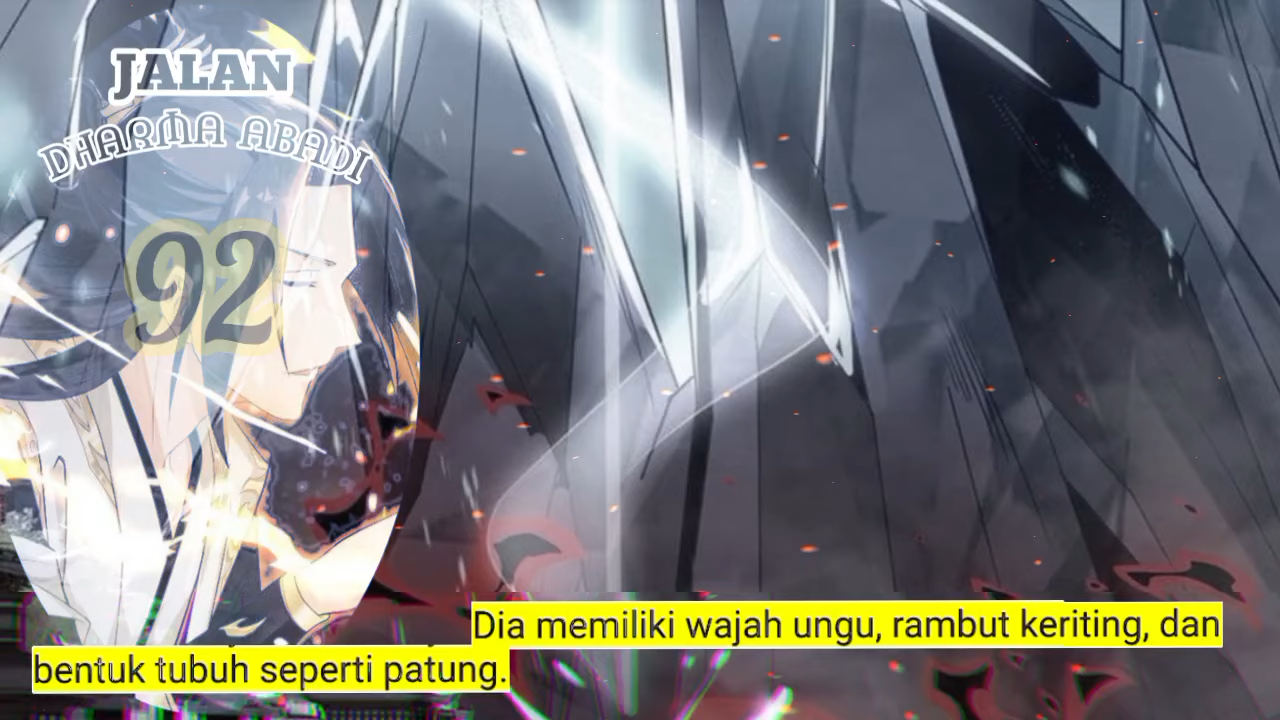 JALAN
DHARMA ABADI
92
Dia memiliki wajah ungu, rambut keriting, dan
bentuk tubuh seperti patung.